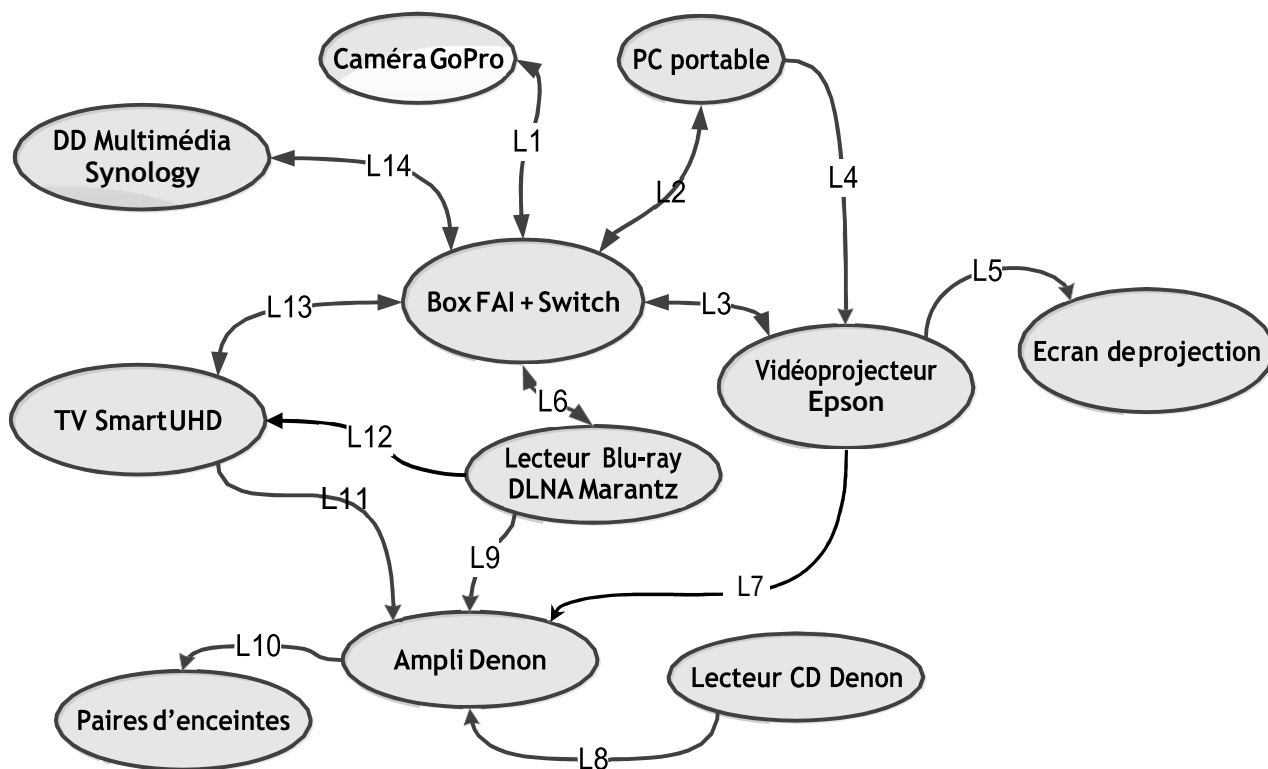 Caméra GoPro
PC portable
DD Multimédia
Synology
L1
L14
L2
L4
L5
Box FAI + Switch
L13
L3
Ecran de projection
Vidéoprojecteur
Epson
TV Smart UHD
L6
L12
Lecteur Blu-ray
DLNA Marantz
L11
L9
L7
L10
Ampli Denon
Lecteur CD Denon
Paires d'enceintes
L8